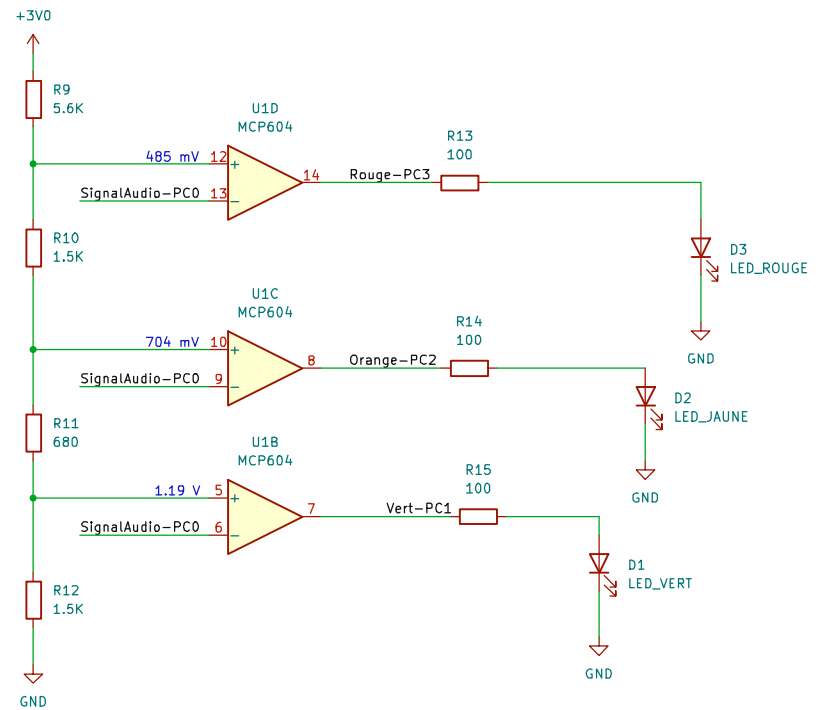 +3V0
R9
5.6K
U1D
MCP604
485 mV
12
+
SignalAudio-PC0
13
-
14
Rouge-PC3
R13
100
D3
LED_ROUGE
GND
R10
1.5K
U1C
MCP604
704 mV
10
+
SignalAudio-PC0
9
-
8
Orange-PC2
R14
100
D2
LED_JAUNE
GND
R11
680
U1B
MCP604
1.19 V
5
+
SignalAudio-PC0
6
-
7
Vert-PC1
R15
100
D1
LED_VERT
GND
R12
1.5K
GND